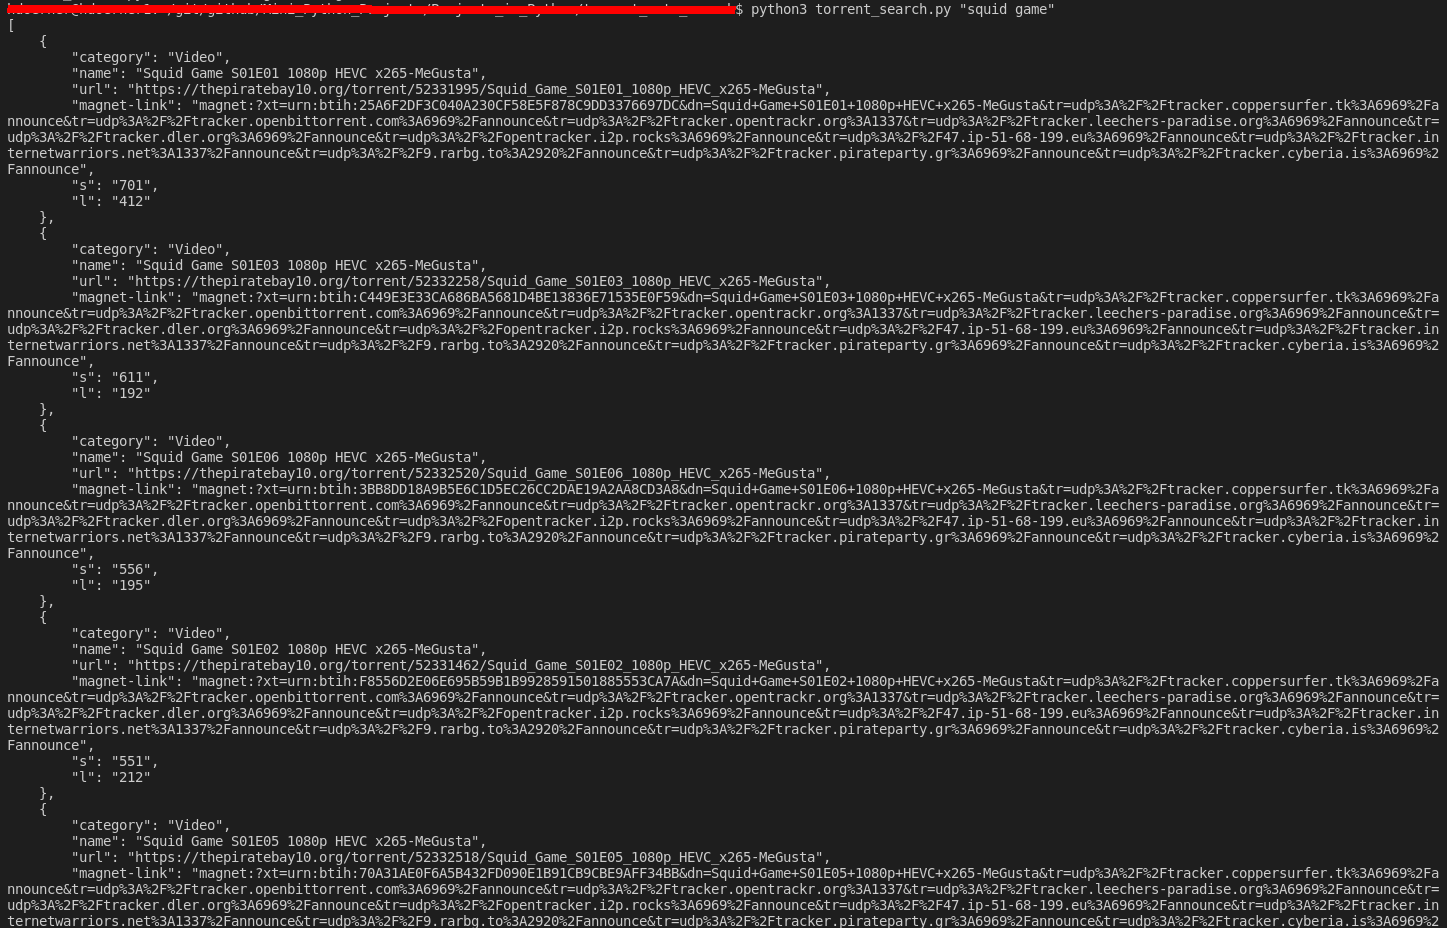 $ python3 torrent_search.py "squid game"
[
    {
        "category": "Video",
        "name": "Squid Game S01E01 1080p HEVC x265-MeGusta",
        "url": "https://thepiratebay10.org/torrent/52331995/Squid_Game_S01E01_1080p_HEVC_x265-MeGusta",
        "magnet-link": "magnet:?xt=urn:btih:25A6F2DF3C040A230CF58E5F878C9DD3376697DC&dn=Squid+Game+S01E01+1080p+HEVC+x265-MeGusta&tr=udp%3A%2F%2Ftracker.coppersurfer.tk%3A6969%2Fa
nnounce&tr=udp%3A%2F%2Ftracker.openbittorrent.com%3A6969%2Fannounce&tr=udp%3A%2F%2Ftracker.opentrackr.org%3A1337&tr=udp%3A%2F%2Ftracker.leechers-paradise.org%3A6969%2Fannounce&tr=
udp%3A%2F%2Ftracker.dler.org%3A6969%2Fannounce&tr=udp%3A%2F%2Fopentracker.i2p.rocks%3A6969%2Fannounce&tr=udp%3A%2F%2F47.ip-51-68-199.eu%3A6969%2Fannounce&tr=udp%3A%2F%2Ftracker.in
ternetwarriors.net%3A1337%2Fannounce&tr=udp%3A%2F%2F9.rarbg.to%3A2920%2Fannounce&tr=udp%3A%2F%2Ftracker.pirateparty.gr%3A6969%2Fannounce&tr=udp%3A%2F%2Ftracker.cyberia.is%3A6969%2
Fannounce",
        "s": "701",
        "l": "412"
    },
    {
        "category": "Video",
        "name": "Squid Game S01E03 1080p HEVC x265-MeGusta",
        "url": "https://thepiratebay10.org/torrent/52332258/Squid_Game_S01E03_1080p_HEVC_x265-MeGusta",
        "magnet-link": "magnet:?xt=urn:btih:C449E3E33CA686BA5681D4BE13836E71535E0F59&dn=Squid+Game+S01E03+1080p+HEVC+x265-MeGusta&tr=udp%3A%2F%2Ftracker.coppersurfer.tk%3A6969%2Fa
nnounce&tr=udp%3A%2F%2Ftracker.openbittorrent.com%3A6969%2Fannounce&tr=udp%3A%2F%2Ftracker.opentrackr.org%3A1337&tr=udp%3A%2F%2Ftracker.leechers-paradise.org%3A6969%2Fannounce&tr=
udp%3A%2F%2Ftracker.dler.org%3A6969%2Fannounce&tr=udp%3A%2F%2Fopentracker.i2p.rocks%3A6969%2Fannounce&tr=udp%3A%2F%2F47.ip-51-68-199.eu%3A6969%2Fannounce&tr=udp%3A%2F%2Ftracker.in
ternetwarriors.net%3A1337%2Fannounce&tr=udp%3A%2F%2F9.rarbg.to%3A2920%2Fannounce&tr=udp%3A%2F%2Ftracker.pirateparty.gr%3A6969%2Fannounce&tr=udp%3A%2F%2Ftracker.cyberia.is%3A6969%2
Fannounce",
        "s": "611",
        "l": "192"
    },
    {
        "category": "Video",
        "name": "Squid Game S01E06 1080p HEVC x265-MeGusta",
        "url": "https://thepiratebay10.org/torrent/52332520/Squid_Game_S01E06_1080p_HEVC_x265-MeGusta",
        "magnet-link": "magnet:?xt=urn:btih:3BB8DD18A9B5E6C1D5EC26CC2DAE19A2AA8CD3A8&dn=Squid+Game+S01E06+1080p+HEVC+x265-MeGusta&tr=udp%3A%2F%2Ftracker.coppersurfer.tk%3A6969%2Fa
nnounce&tr=udp%3A%2F%2Ftracker.openbittorrent.com%3A6969%2Fannounce&tr=udp%3A%2F%2Ftracker.opentrackr.org%3A1337&tr=udp%3A%2F%2Ftracker.leechers-paradise.org%3A6969%2Fannounce&tr=
udp%3A%2F%2Ftracker.dler.org%3A6969%2Fannounce&tr=udp%3A%2F%2Fopentracker.i2p.rocks%3A6969%2Fannounce&tr=udp%3A%2F%2F47.ip-51-68-199.eu%3A6969%2Fannounce&tr=udp%3A%2F%2Ftracker.in
ternetwarriors.net%3A1337%2Fannounce&tr=udp%3A%2F%2F9.rarbg.to%3A2920%2Fannounce&tr=udp%3A%2F%2Ftracker.pirateparty.gr%3A6969%2Fannounce&tr=udp%3A%2F%2Ftracker.cyberia.is%3A6969%2
Fannounce",
        "s": "556",
        "l": "195"
    },
    {
        "category": "Video",
        "name": "Squid Game S01E02 1080p HEVC x265-MeGusta",
        "url": "https://thepiratebay10.org/torrent/52331462/Squid_Game_S01E02_1080p_HEVC_x265-MeGusta",
        "magnet-link": "magnet:?xt=urn:btih:F8556D2E06E695B59B1B9928591501885553CA7A&dn=Squid+Game+S01E02+1080p+HEVC+x265-MeGusta&tr=udp%3A%2F%2Ftracker.coppersurfer.tk%3A6969%2Fa
nnounce&tr=udp%3A%2F%2Ftracker.openbittorrent.com%3A6969%2Fannounce&tr=udp%3A%2F%2Ftracker.opentrackr.org%3A1337&tr=udp%3A%2F%2Ftracker.leechers-paradise.org%3A6969%2Fannounce&tr=
udp%3A%2F%2Ftracker.dler.org%3A6969%2Fannounce&tr=udp%3A%2F%2Fopentracker.i2p.rocks%3A6969%2Fannounce&tr=udp%3A%2F%2F47.ip-51-68-199.eu%3A6969%2Fannounce&tr=udp%3A%2F%2Ftracker.in
ternetwarriors.net%3A1337%2Fannounce&tr=udp%3A%2F%2F9.rarbg.to%3A2920%2Fannounce&tr=udp%3A%2F%2Ftracker.pirateparty.gr%3A6969%2Fannounce&tr=udp%3A%2F%2Ftracker.cyberia.is%3A6969%2
Fannounce",
        "s": "551",
        "l": "212"
    },
    {
        "category": "Video",
        "name": "Squid Game S01E05 1080p HEVC x265-MeGusta",
        "url": "https://thepiratebay10.org/torrent/52332518/Squid_Game_S01E05_1080p_HEVC_x265-MeGusta",
        "magnet-link": "magnet:?xt=urn:btih:70A31AE0F6A5B432FD090E1B91CB9CBE9AFF34BB&dn=Squid+Game+S01E05+1080p+HEVC+x265-MeGusta&tr=udp%3A%2F%2Ftracker.coppersurfer.tk%3A6969%2Fa
nnounce&tr=udp%3A%2F%2Ftracker.openbittorrent.com%3A6969%2Fannounce&tr=udp%3A%2F%2Ftracker.opentrackr.org%3A1337&tr=udp%3A%2F%2Ftracker.leechers-paradise.org%3A6969%2Fannounce&tr=
udp%3A%2F%2Ftracker.dler.org%3A6969%2Fannounce&tr=udp%3A%2F%2Fopentracker.i2p.rocks%3A6969%2Fannounce&tr=udp%3A%2F%2F47.ip-51-68-199.eu%3A6969%2Fannounce&tr=udp%3A%2F%2Ftracker.in
ternetwarriors.net%3A1337%2Fannounce&tr=udp%3A%2F%2F9.rarbg.to%3A2920%2Fannounce&tr=udp%3A%2F%2Ftracker.pirateparty.gr%3A6969%2Fannounce&tr=udp%3A%2F%2Ftracker.cyberia.is%3A6969%2